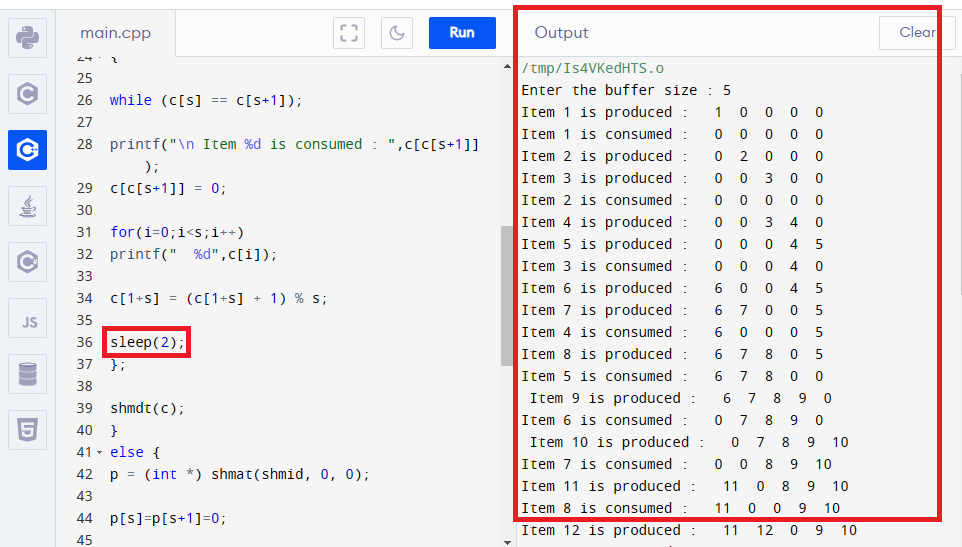 main.cpp
Run
24 {
25
26 while (c[s] == c[s+1]);
27
28 printf("\n Item %d is consumed : ",c[c[s+1]]
);
29 c[c[s+1]] = 0;
30
31 for(i=0;i<s;i++)
32 printf("  %d",c[i]);
33
34 c[1+s] = (c[1+s] + 1) % s;
35
36 sleep(2);
37 };
38
39 shmdt(c);
40 }
41 else {
42 p = (int *) shmat(shmid, 0, 0);
43
44 p[s]=p[s+1]=0;
45
JS
Output
Clear
/tmp/Is4VKedHTS.o
Enter the buffer size : 5
Item 1 is produced :   1  0  0  0  0
Item 1 is consumed :   0  0  0  0  0
Item 2 is produced :   0  2  0  0  0
Item 3 is produced :   0  0  3  0  0
Item 2 is consumed :   0  0  0  0  0
Item 4 is produced :   0  0  3  4  0
Item 5 is produced :   0  0  0  4  5
Item 3 is consumed :   0  0  0  4  0
Item 6 is produced :   6  0  0  4  5
Item 7 is produced :   6  7  0  0  5
Item 4 is consumed :   6  0  0  0  5
Item 8 is produced :   6  7  8  0  5
Item 5 is consumed :   6  7  8  0  0
Item 9 is produced :   6  7  8  9  0
Item 6 is consumed :   0  7  8  9  0
Item 10 is produced :   0  7  8  9  10
Item 7 is consumed :   0  0  8  9  10
Item 11 is produced :   11  0  8  9  10
Item 8 is consumed :   11  0  0  9  10
Item 12 is produced :   11  12  0  9  10